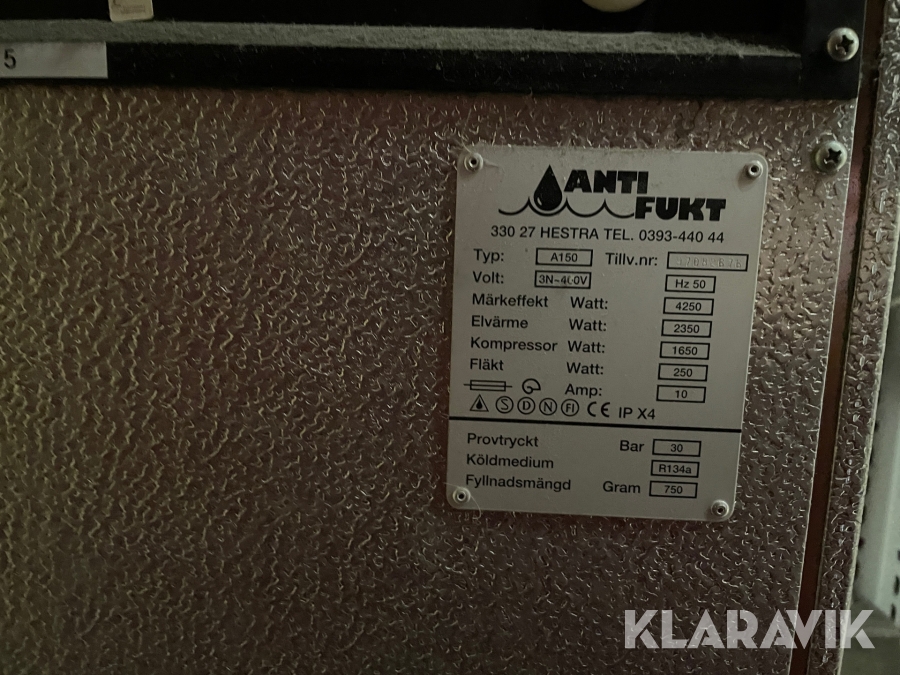 5
ANTI
FUKT
330 27 HESTRA TEL. 0393-440 44
Typ: A150 Tillv.nr:
Volt: 3N~400V Hz 50
Märkeffekt Watt: 4250
Elvärme Watt: 2350
Kompressor Watt: 1650
Fläkt Watt: 250
Amp: 10
S D N FI CE IP X4
Provtryckt Bar 30
Köldmedium R134a
Fyllnadsmängd Gram 750
KLARAVIK